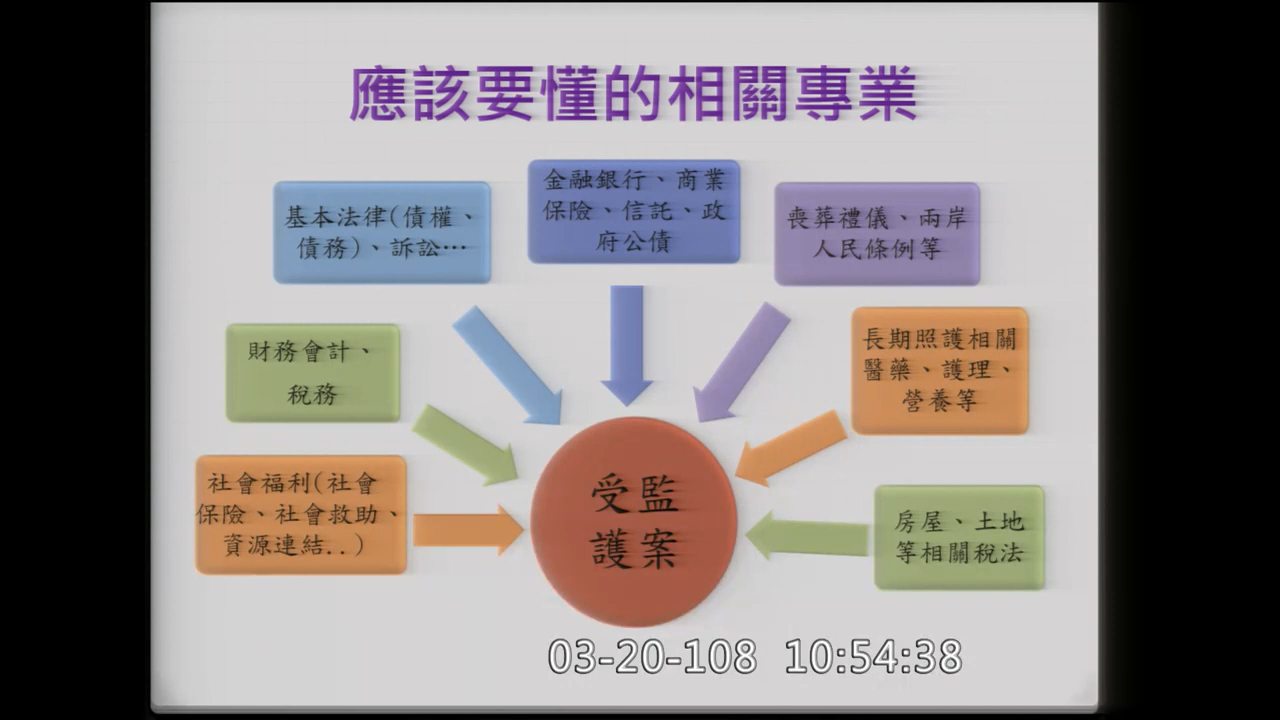 應該要懂的相關專業
基本法律(債權、
債務)、訴訟…
金融銀行、商業
保險、信託、政
府公債
喪葬禮儀、兩岸
人民條例等
財務會計、
稅務
長期照護相關
醫藥、護理、
營養等
社會福利(社會
保險、社會救助、
資源連結..)
受監
護案
房屋、土地
等相關稅法
03-20-108 10:54:38